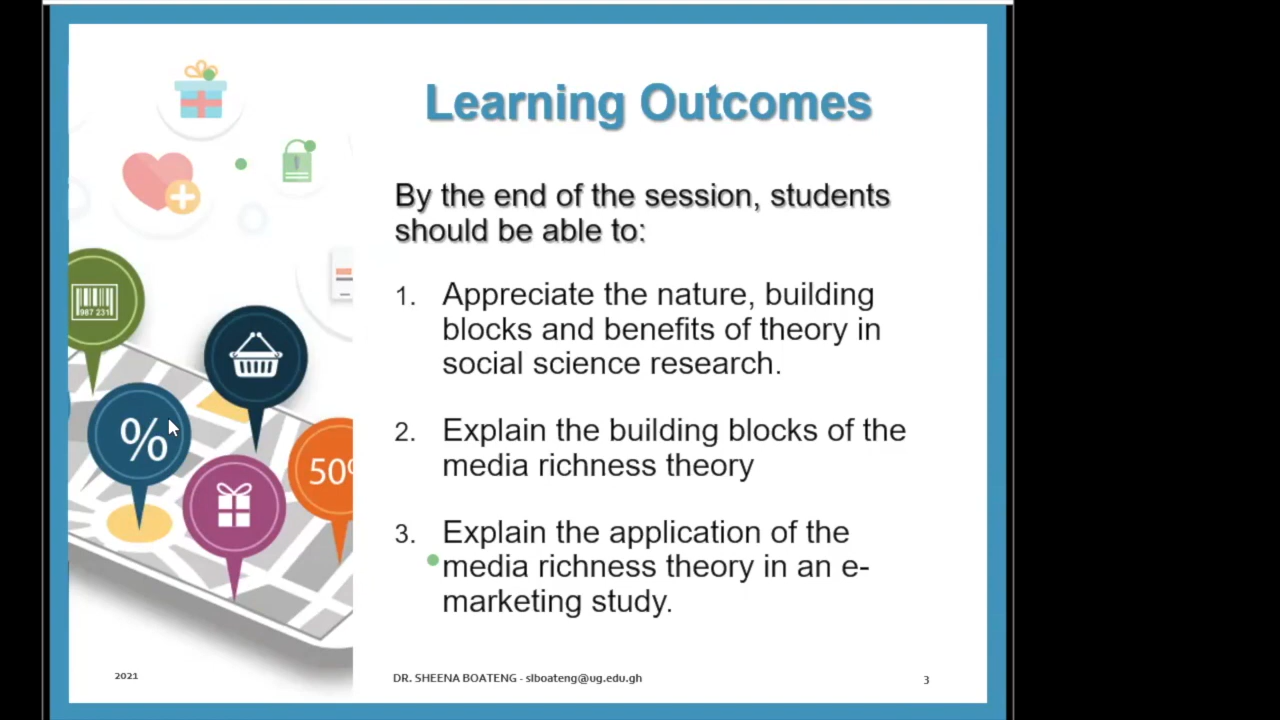 Learning Outcomes
By the end of the session, students
should be able to:
1. Appreciate the nature, building
blocks and benefits of theory in
social science research.
2. Explain the building blocks of the
media richness theory
3. Explain the application of the
media richness theory in an e-
marketing study.
987 231
%
50%
2021
DR. SHEENA BOATENG - slboateng@ug.edu.gh
3